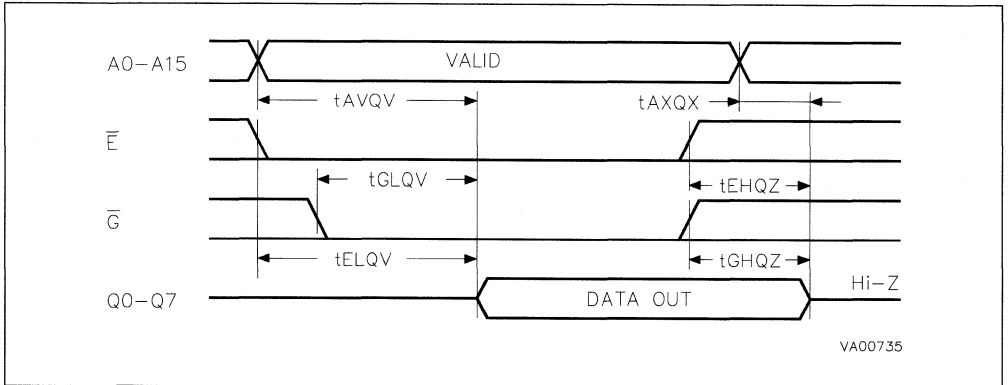 A0-A15
VALID
tAVQV
tAXQX
E
tGLQV
tEHQZ
G
tELQV
tGHQZ
Q0-Q7
DATA OUT
Hi-Z
VA00735